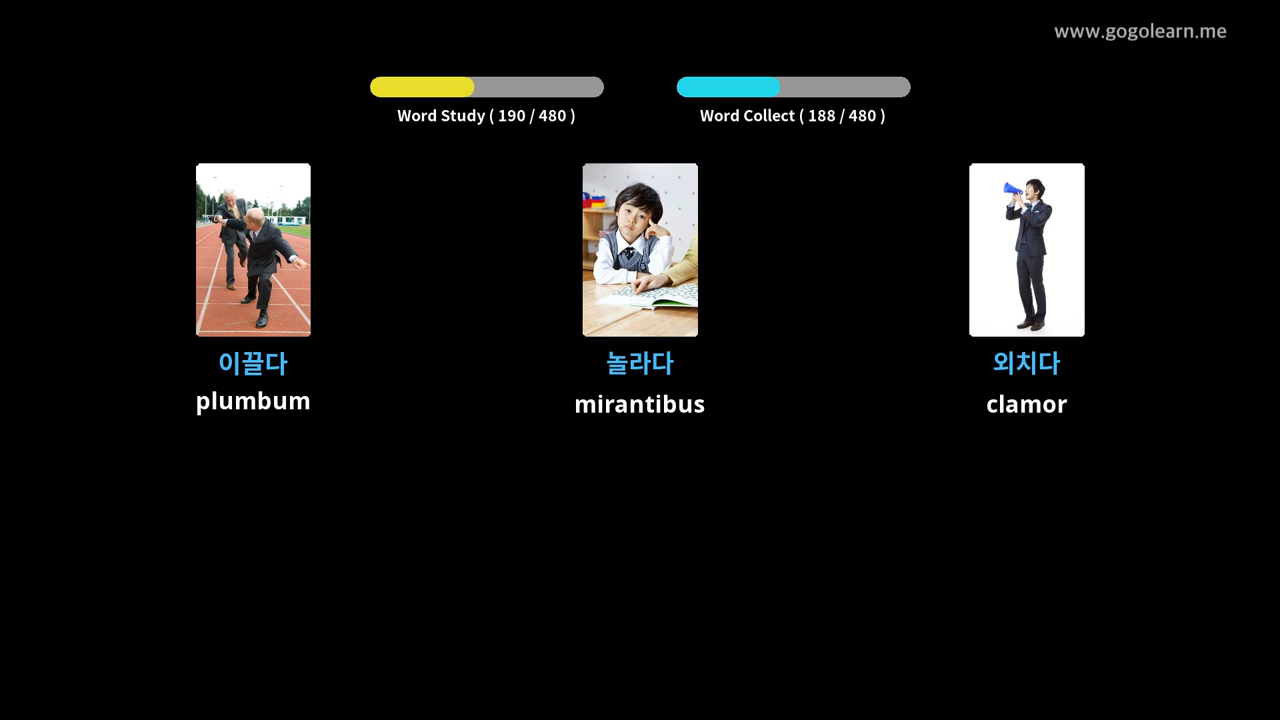 www.gogolearn.me
Word Study ( 190 / 480 )
Word Collect ( 188 / 480 )
이끌다
놀라다
외치다
plumbum
mirantibus
clamor